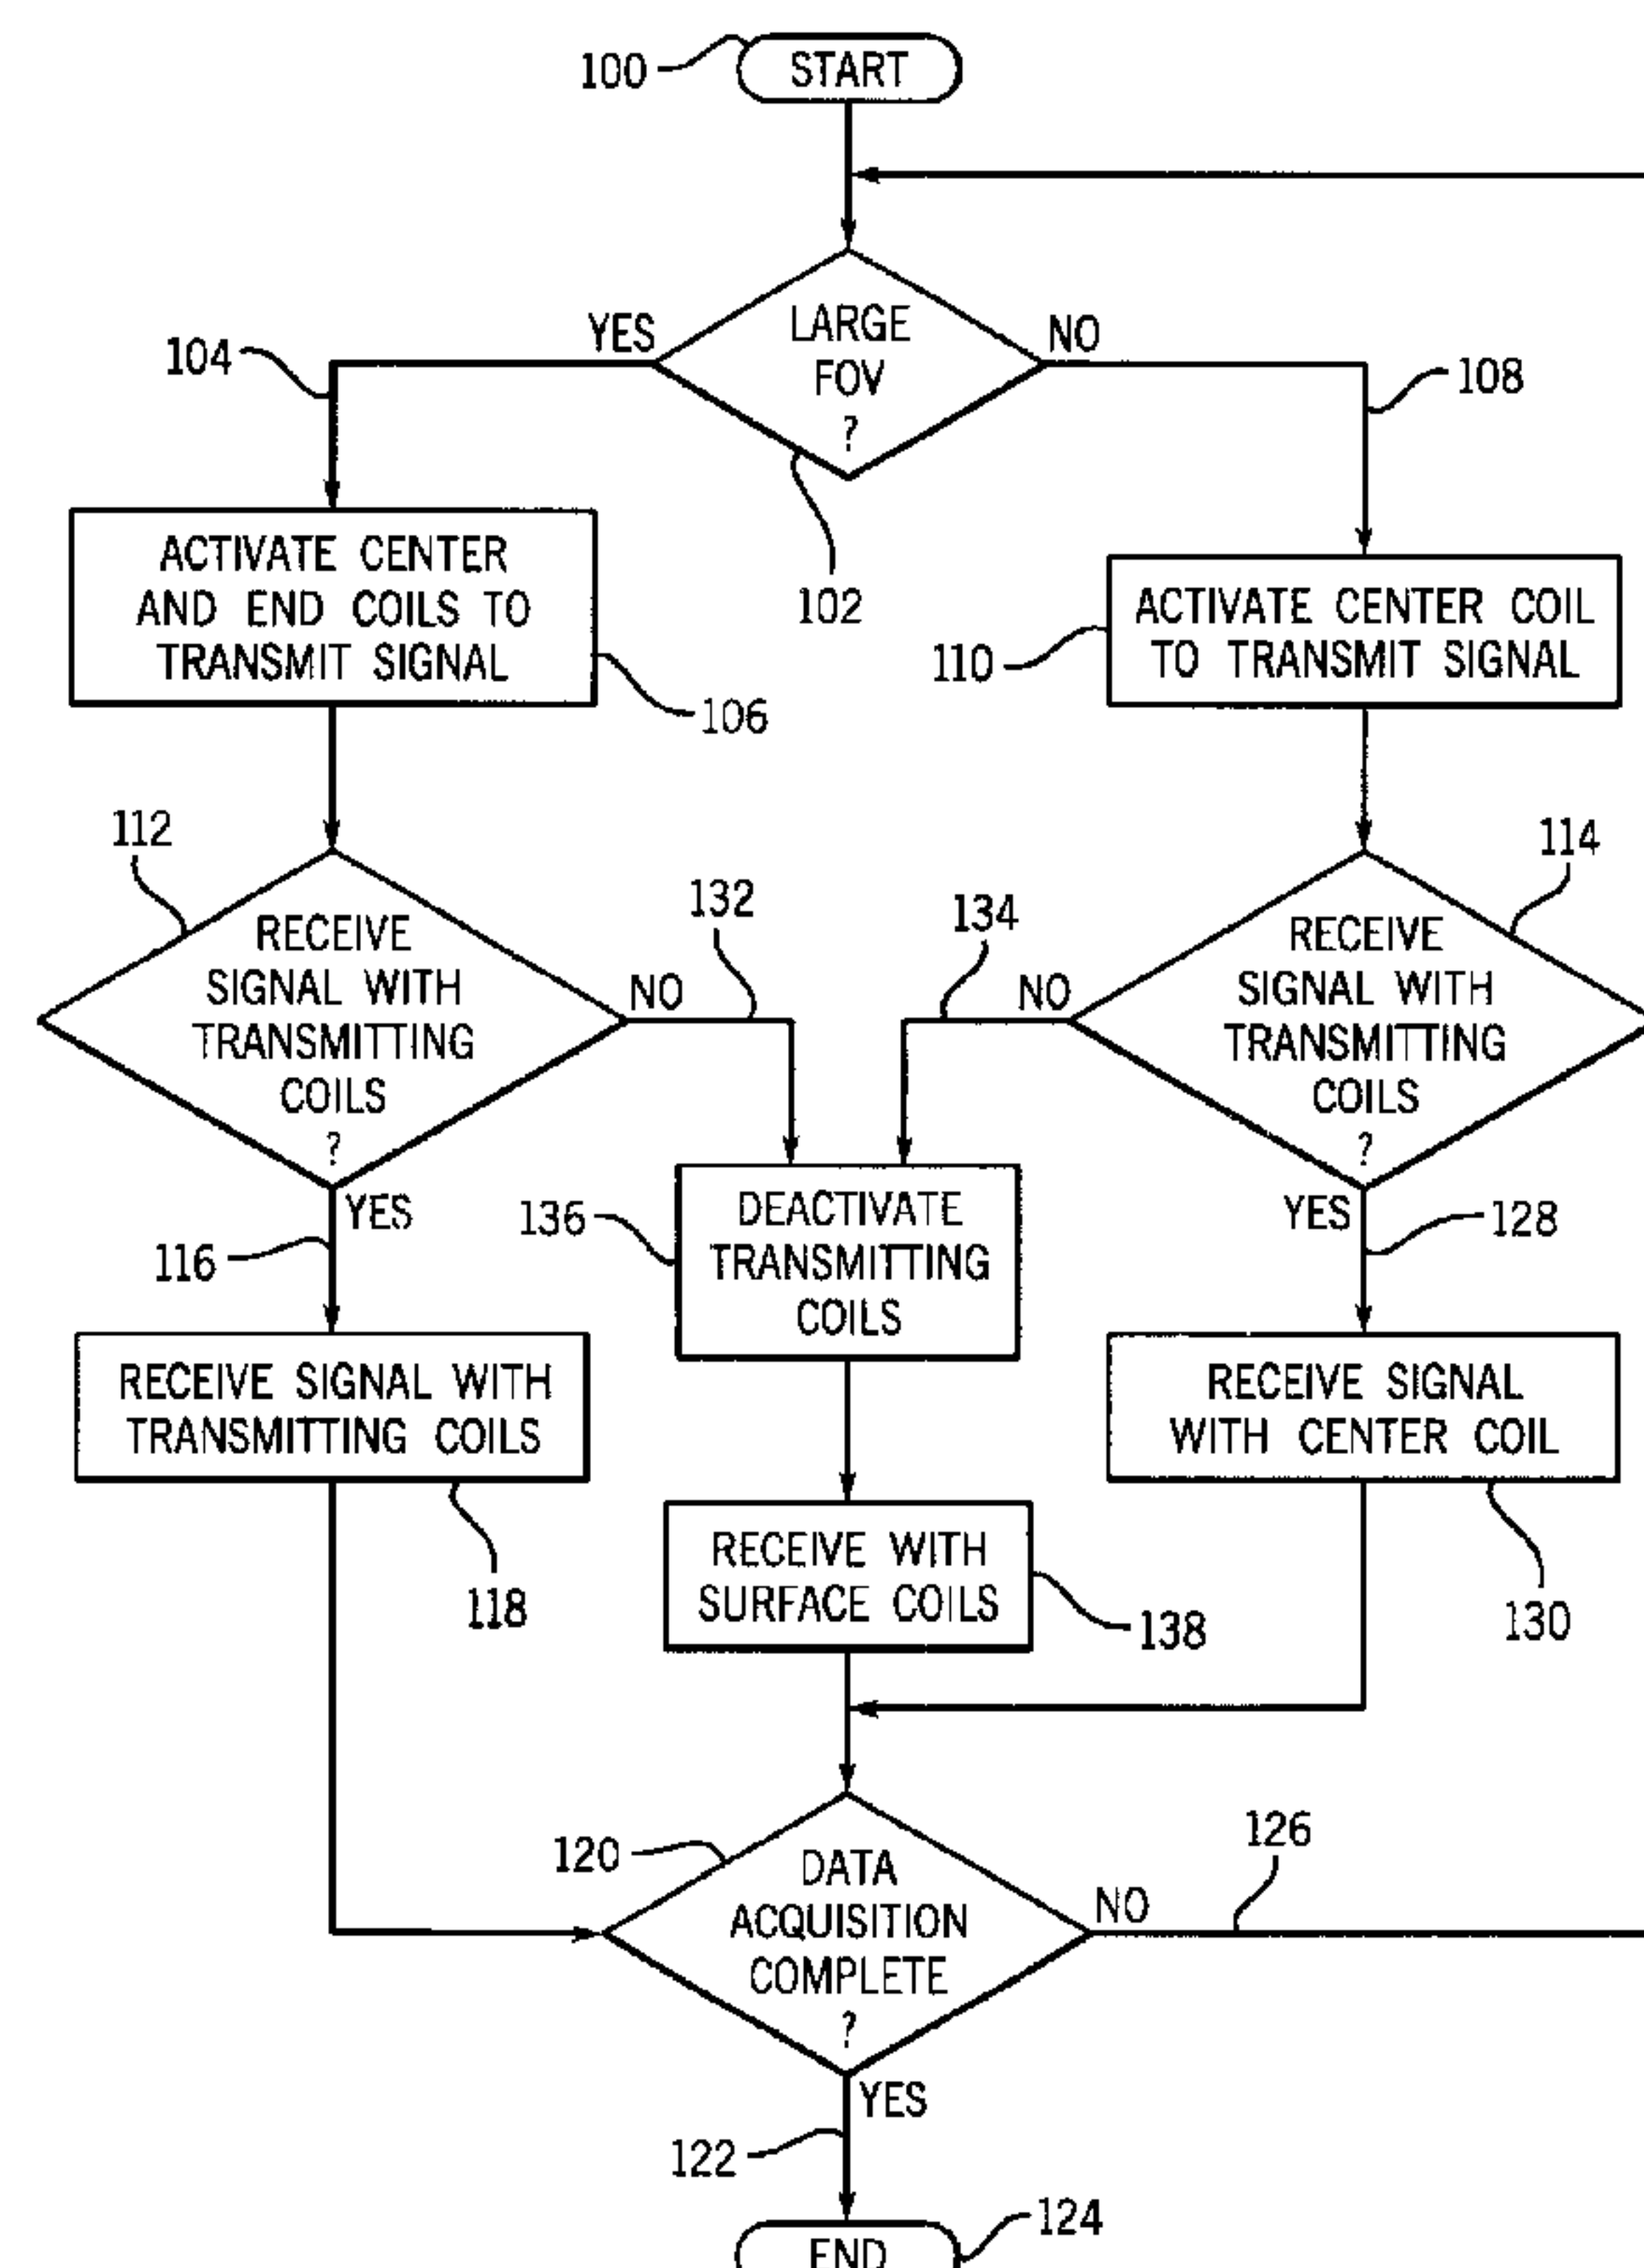 100
START
YES
LARGE
FOV
?
NO
104
108
102
ACTIVATE CENTER
AND END COILS TO
TRANSMIT SIGNAL
106
110
ACTIVATE CENTER COIL
TO TRANSMIT SIGNAL
112
RECEIVE
SIGNAL WITH
TRANSMITTING
COILS
?
NO
132
134
NO
114
RECEIVE
SIGNAL WITH
TRANSMITTING
COILS
?
YES
116
136
DEACTIVATE
TRANSMITTING
COILS
YES
128
RECEIVE SIGNAL WITH
TRANSMITTING COILS
118
RECEIVE SIGNAL
WITH CENTER COIL
130
RECEIVE WITH
SURFACE COILS
138
120
DATA
ACQUISITION
COMPLETE
?
NO
126
YES
122
END
124